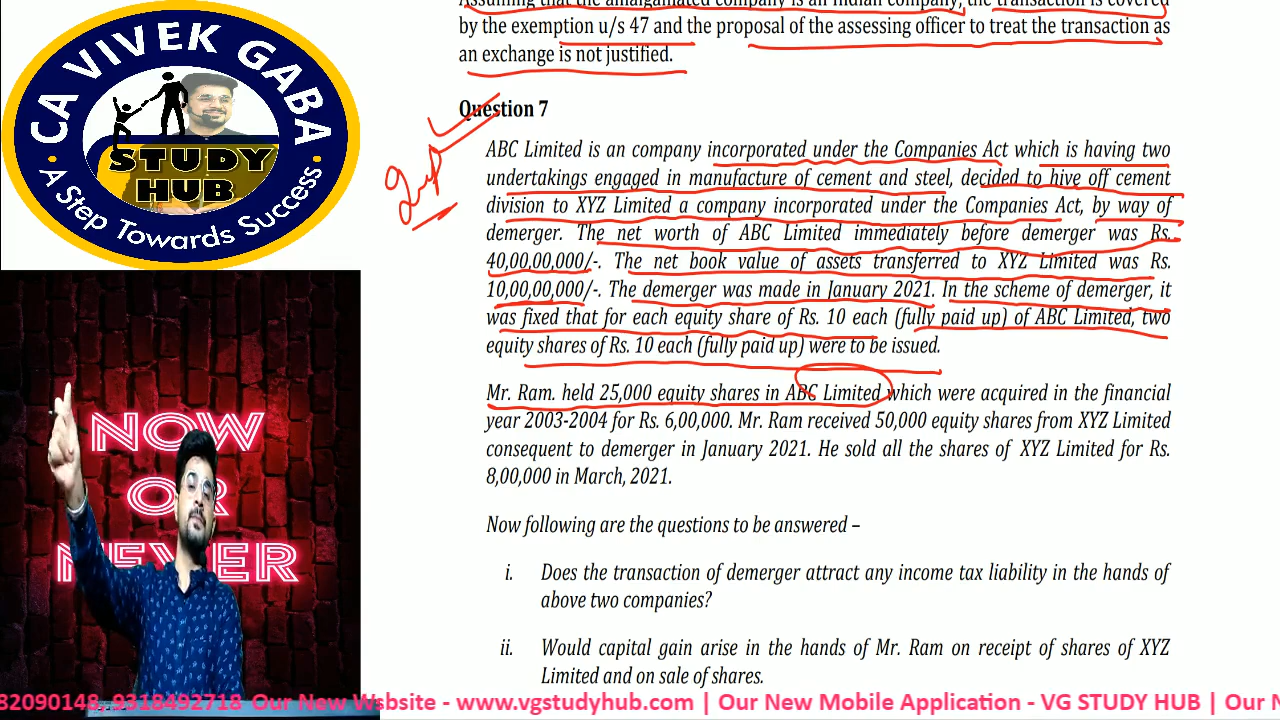 Assuming that the amalgamated company is an Indian company, the transaction is covered
by the exemption u/s 47 and the proposal of the assessing officer to treat the transaction as
an exchange is not justified.
Question 7
Imp
ABC Limited is an company incorporated under the Companies Act which is having two
undertakings engaged in manufacture of cement and steel, decided to hive off cement
division to XYZ Limited a company incorporated under the Companies Act, by way of
demerger. The net worth of ABC Limited immediately before demerger was Rs.
40,00,00,000/-. The net book value of assets transferred to XYZ Limited was Rs.
10,00,00,000/-. The demerger was made in January 2021. In the scheme of demerger, it
was fixed that for each equity share of Rs. 10 each (fully paid up) of ABC Limited, two
equity shares of Rs. 10 each (fully paid up) were to be issued.
Mr. Ram. held 25,000 equity shares in ABC Limited which were acquired in the financial
year 2003-2004 for Rs. 6,00,000. Mr. Ram received 50,000 equity shares from XYZ Limited
consequent to demerger in January 2021. He sold all the shares of XYZ Limited for Rs.
8,00,000 in March, 2021.
Now following are the questions to be answered –
i. Does the transaction of demerger attract any income tax liability in the hands of
above two companies?
ii. Would capital gain arise in the hands of Mr. Ram on receipt of shares of XYZ
Limited and on sale of shares.
CA VIVEK GABA
STUDY
HUB
• A Step Towards Success •
NOW
OR
NEVER
82090148, 9318492718 Our New Website - www.vgstudyhub.com | Our New Mobile Application - VG STUDY HUB | Our N